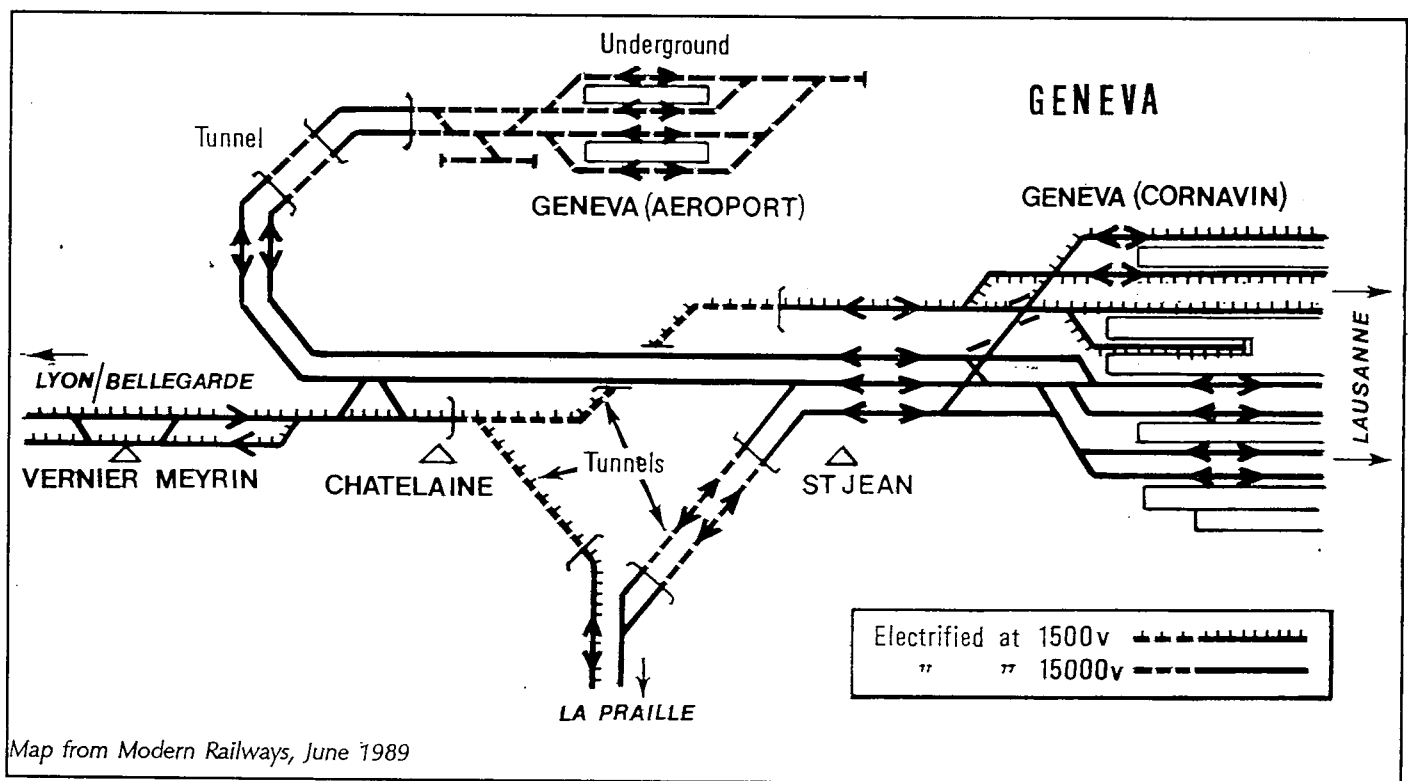 Underground
GENEVA
Tunnel
GENEVA (AEROPORT)
GENEVA (CORNAVIN)
LAUSANNE
LYON/BELLEGARDE
VERNIER MEYRIN
CHATELAINE
Tunnels
ST JEAN
LA PRAILLE
Electrified at 1500v
" " 15000v
Map from Modern Railways, June 1989